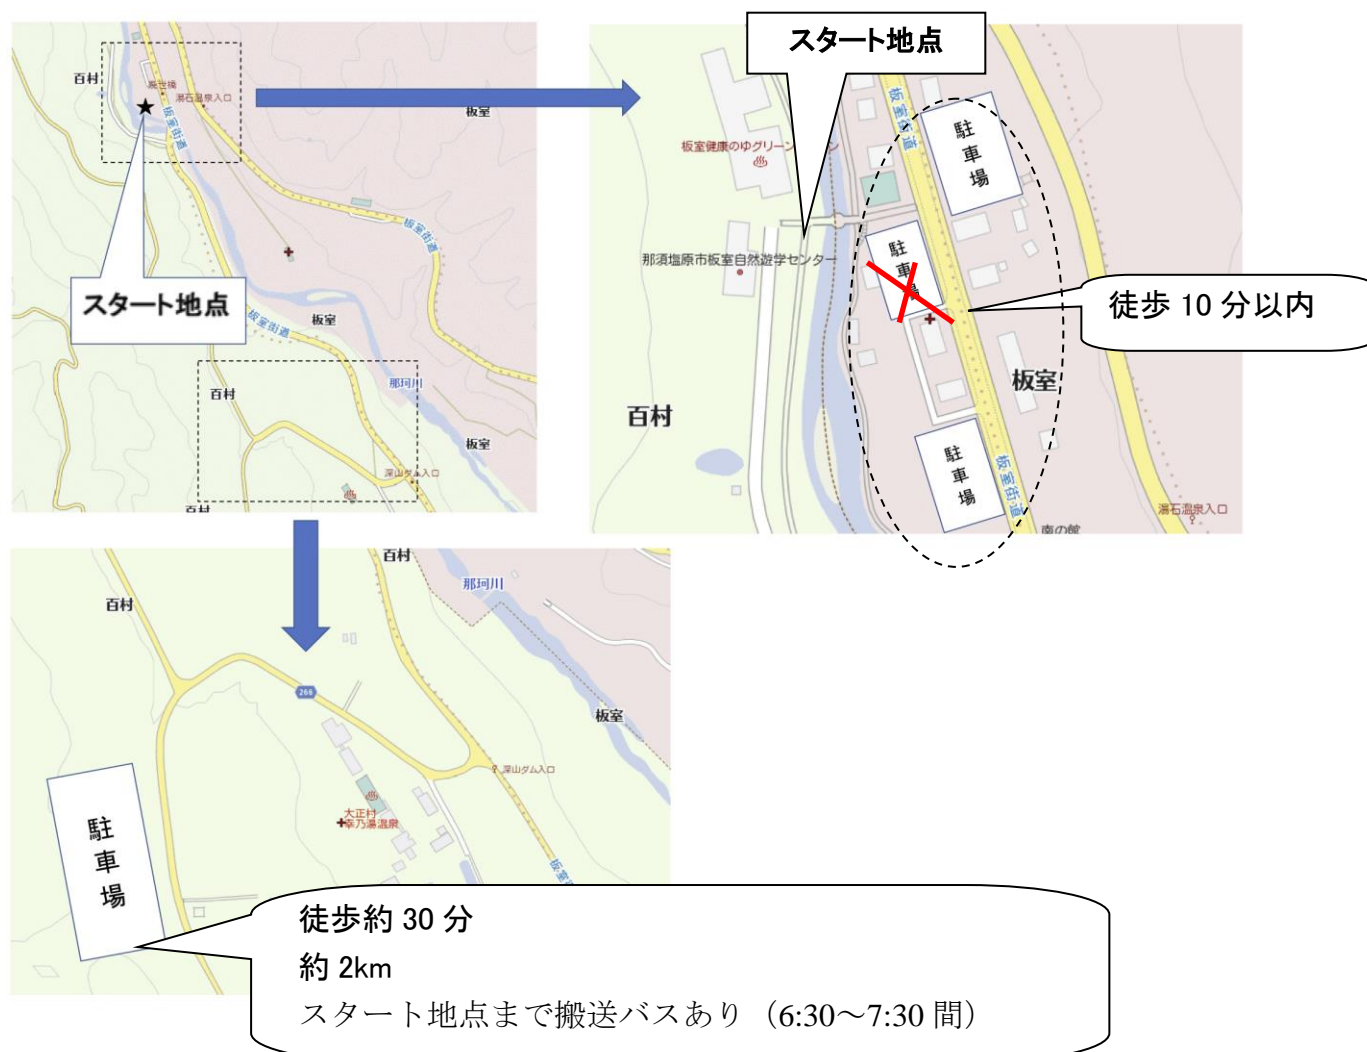 百村
湯石温泉入口
板室街道
板室
スタート地点
板室街道
板室街道
板室
那珂川
百村
板室
深山ダム入口
百村
スタート地点
板室街道
駐車場
板室健康のゆグリーン
ン
那須塩原市板室自然遊学センター
駐車場
徒歩 10 分以内
板室
百村
駐車場
板室街道
湯石温泉入口
南の館
百村
那珂川
百村
266
板室
深山ダム入口
大正村
幸乃湯温泉
駐車場
板室
徒歩約 30 分
約 2km
スタート地点まで搬送バスあり（6:30～7:30 間）